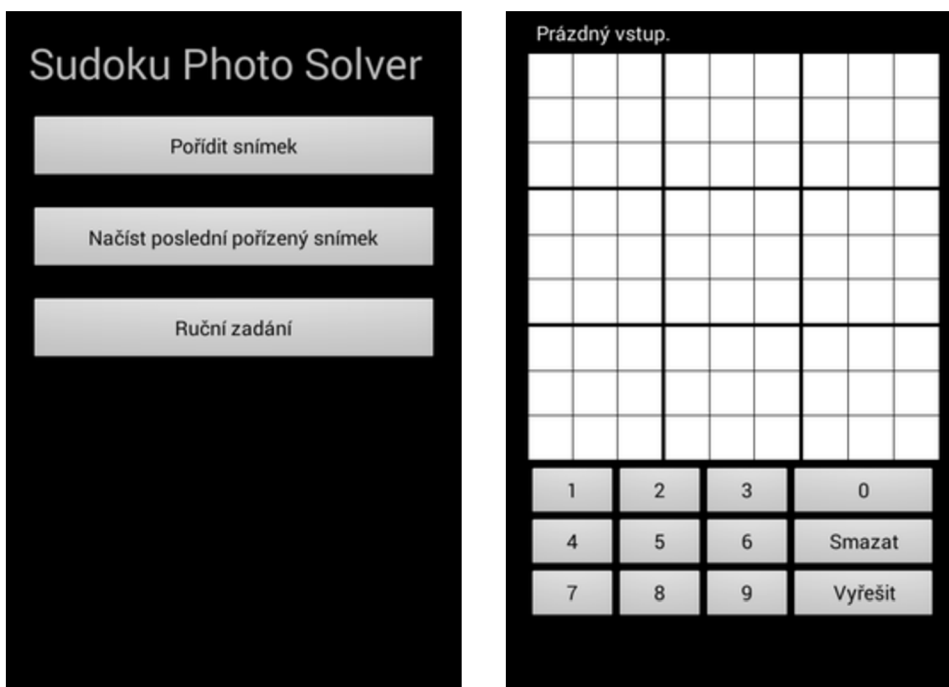 Sudoku Photo Solver
Pořídit snímek
Načíst poslední pořízený snímek
Ruční zadání
Prázdný vstup.
1 2 3 0
4 5 6 Smazat
7 8 9 Vyřešit